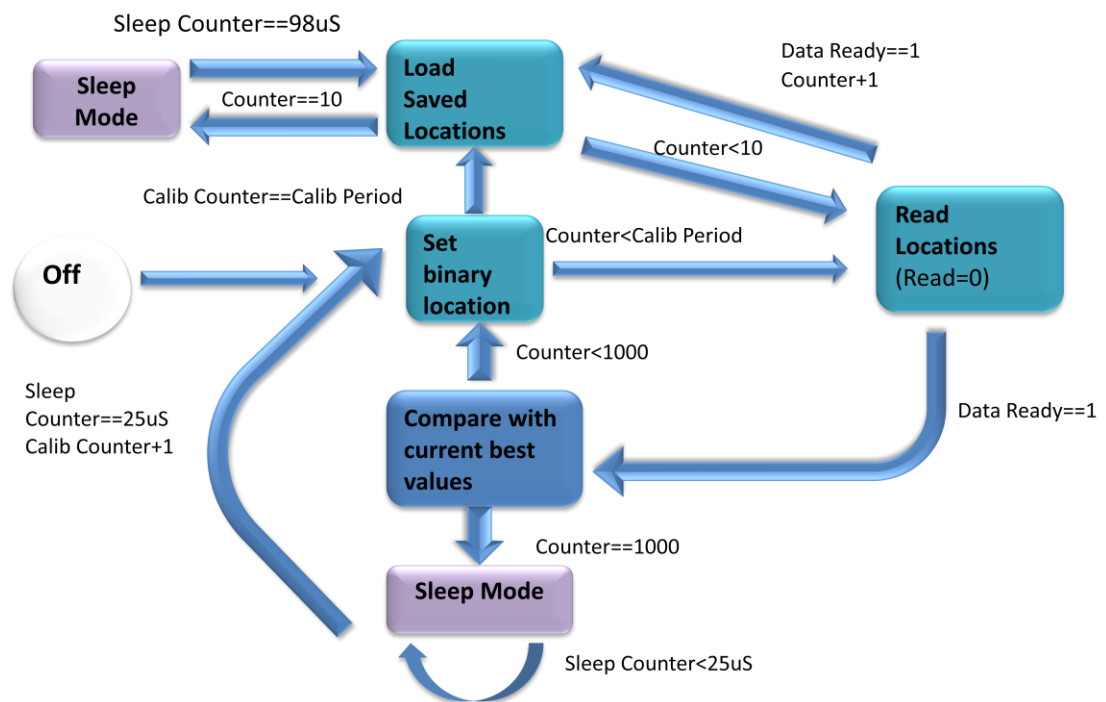 Sleep Counter==98uS
Sleep
Mode
Counter==10
Load
Saved
Locations
Data Ready==1
Counter+1
Counter<10
Calib Counter==Calib Period
Off
Set
binary
location
Counter<Calib Period
Read
Locations
(Read=0)
Counter<1000
Sleep
Counter==25uS
Calib Counter+1
Compare with
current best
values
Data Ready==1
Counter==1000
Sleep Mode
Sleep Counter<25uS